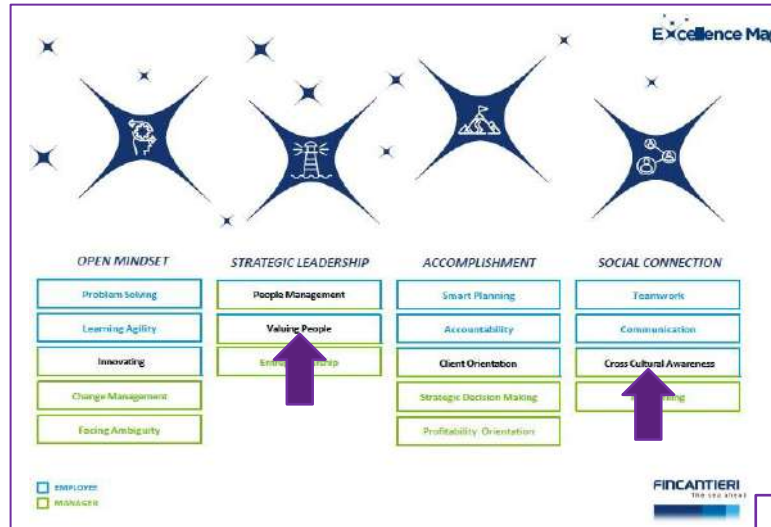 Excellence Map
OPEN MINDSET
Problem Solving
Learning Agility
Innovating
Change Management
Facing Ambiguity
STRATEGIC LEADERSHIP
People Management
Valuing People
ACCOMPLISHMENT
Smart Planning
Accountability
Client Orientation
Strategic Decision Making
Profitability Orientation
SOCIAL CONNECTION
Teamwork
Communication
Cross Cultural Awareness
EMPLOYEE
MANAGER
FINCANTIERI
The sea ahead